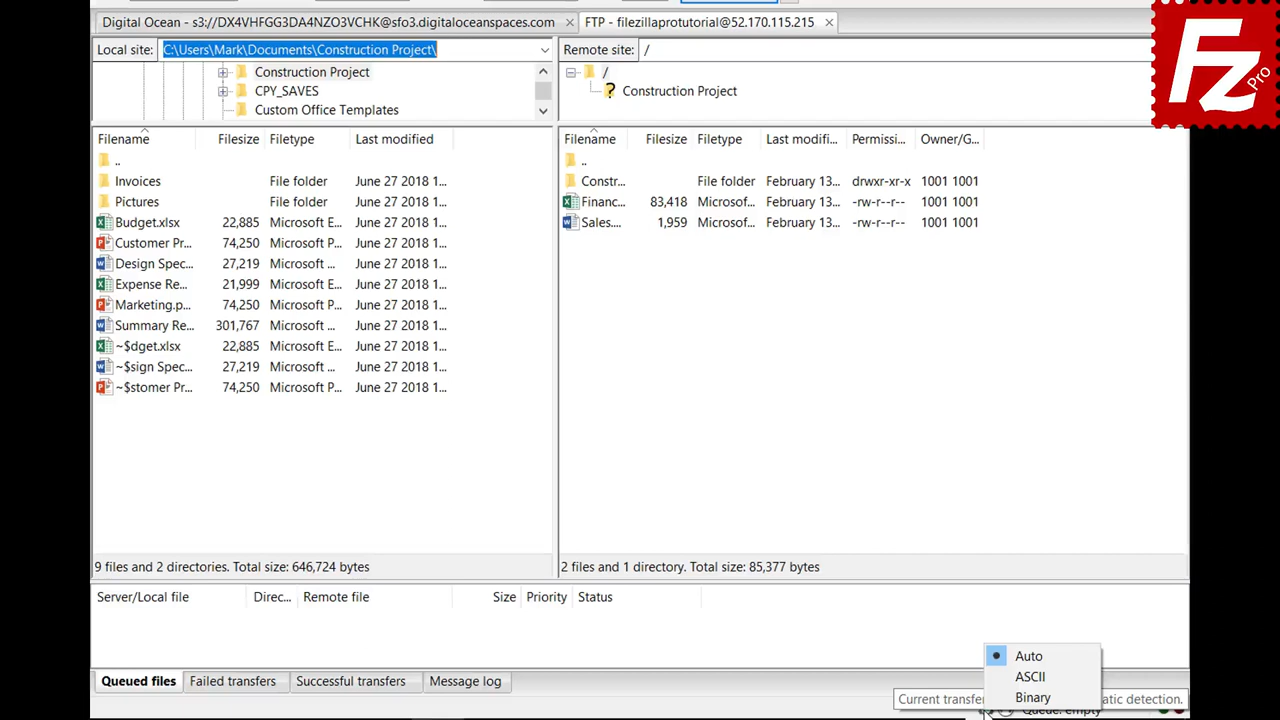 Digital Ocean - s3://DX4VHFGG3DA4NZO3VCHK@sfo3.digitaloceanspaces.com × FTP - filezillaprotutorial@52.170.115.215 ×
Local site: C:\Users\Mark\Documents\Construction Project\
Construction Project
CPY_SAVES
Custom Office Templates
Remote site: /
/
? Construction Project
Fz Pro
Filename Filesize Filetype Last modified
..
Invoices File folder June 27 2018 1...
Pictures File folder June 27 2018 1...
Budget.xlsx 22,885 Microsoft E... June 27 2018 1...
Customer Pr... 74,250 Microsoft P... June 27 2018 1...
Design Spec... 27,219 Microsoft ... June 27 2018 1...
Expense Re... 21,999 Microsoft E... June 27 2018 1...
Marketing.p... 74,250 Microsoft P... June 27 2018 1...
Summary Re... 301,767 Microsoft ... June 27 2018 1...
~$dget.xlsx 22,885 Microsoft E... June 27 2018 1...
~$sign Spec... 27,219 Microsoft ... June 27 2018 1...
~$stomer Pr... 74,250 Microsoft P... June 27 2018 1...
9 files and 2 directories. Total size: 646,724 bytes
Filename Filesize Filetype Last modifi... Permissi... Owner/G...
..
Constr... File folder February 13... drwxr-xr-x 1001 1001
Financ... 83,418 Microsof... February 13... -rw-r--r-- 1001 1001
Sales.... 1,959 Microsof... February 13... -rw-r--r-- 1001 1001
2 files and 1 directory. Total size: 85,377 bytes
Server/Local file Direc... Remote file Size Priority Status
Queued files Failed transfers Successful transfers Message log
Auto
ASCII
Binary
Current transfe atic detection.
Queue: empty